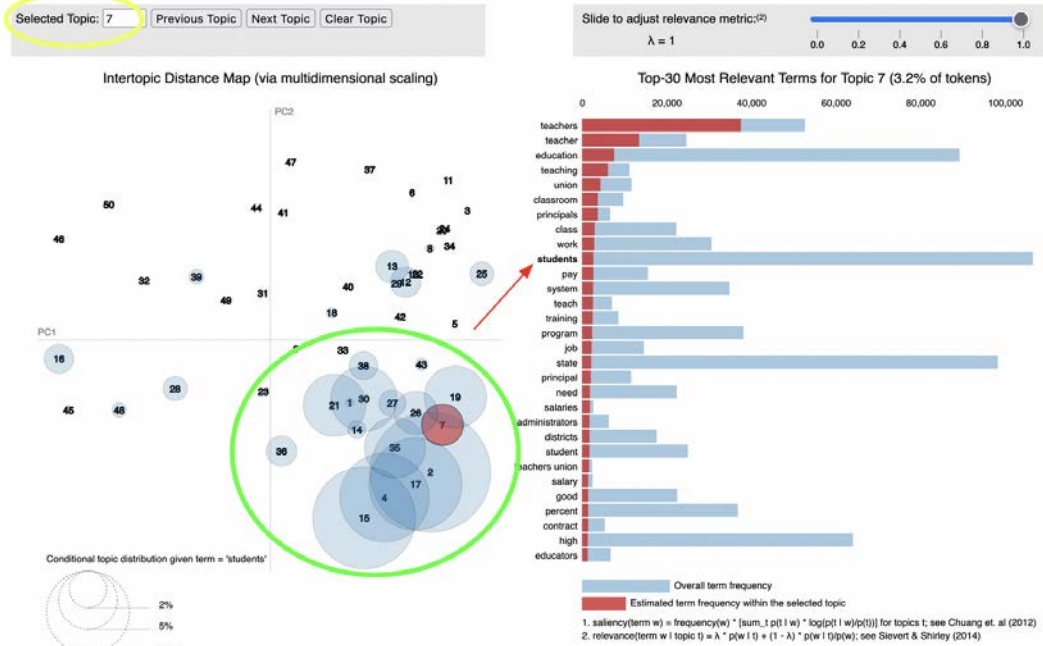 Selected Topic: 7 Previous Topic Next Topic Clear Topic
Slide to adjust relevance metric:(2)
λ = 1
0.0 0.2 0.4 0.6 0.8 1.0
Intertopic Distance Map (via multidimensional scaling)
PC2
47
37
11
6
50
44
41
3
34
46
8
13
25
39
32
12
29
40
31
49
18
42
5
PC1
33
16
38
43
28
23
19
30
27
1
21
45
48
26
7
14
36
35
2
17
4
15
Conditional topic distribution given term = 'students'
2%
5%
Top-30 Most Relevant Terms for Topic 7 (3.2% of tokens)
0 20,000 40,000 60,000 80,000 100,000
teachers
teacher
education
teaching
union
classroom
principals
class
work
students
pay
system
teach
training
program
job
state
principal
need
salaries
administrators
districts
student
teachers union
salary
good
percent
contract
high
educators
Overall term frequency
Estimated term frequency within the selected topic
1. saliency(term w) = frequency(w) * [sum_t p(t | w) * log(p(t | w)/p(t))] for topics t; see Chuang et. al (2012)
2. relevance(term w | topic t) = λ * p(w | t) + (1 - λ) * p(w | t)/p(w); see Sievert & Shirley (2014)